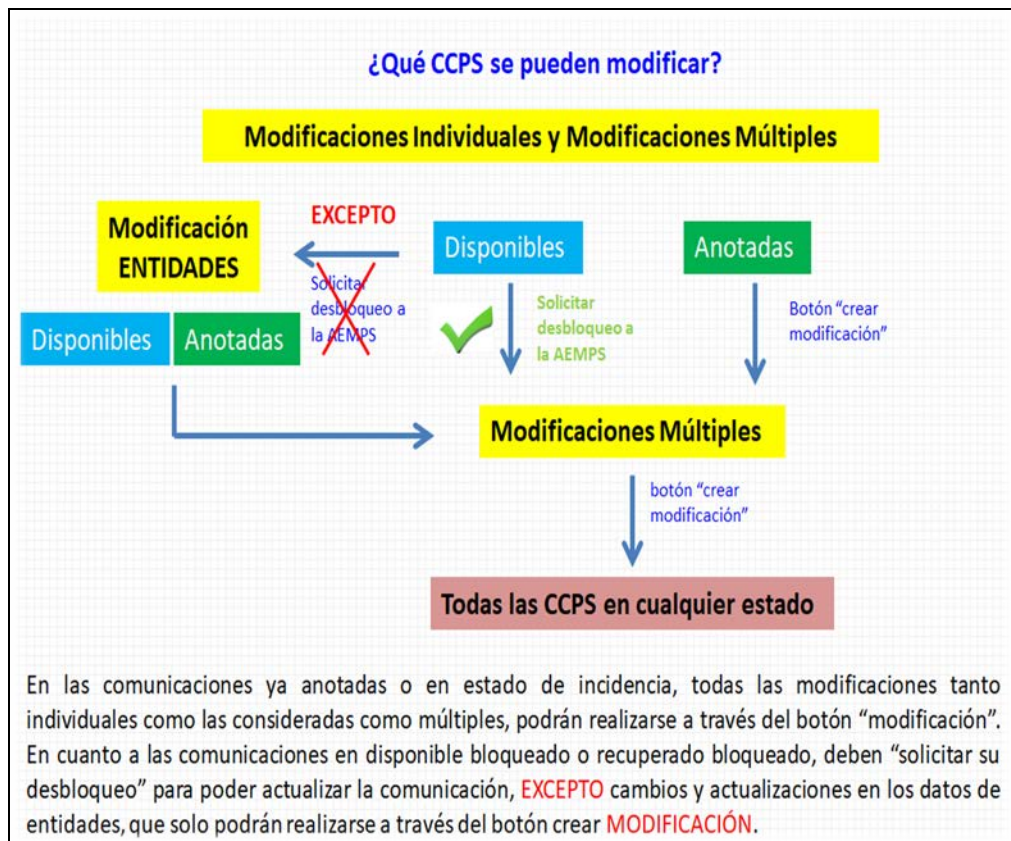 ¿Qué CCPS se pueden modificar?
Modificaciones Individuales y Modificaciones Múltiples
Modificación
ENTIDADES
EXCEPTO
Disponibles
Anotadas
Solicitar
desbloqueo a
la AEMPS
Solicitar
desbloqueo a
la AEMPS
Botón “crear
modificación”
Disponibles
Anotadas
Modificaciones Múltiples
botón “crear
modificación”
Todas las CCPS en cualquier estado
En las comunicaciones ya anotadas o en estado de incidencia, todas las modificaciones tanto
individuales como las consideradas como múltiples, podrán realizarse a través del botón “modificación”.
En cuanto a las comunicaciones en disponible bloqueado o recuperado bloqueado, deben “solicitar su
desbloqueo” para poder actualizar la comunicación, EXCEPTO cambios y actualizaciones en los datos de
entidades, que solo podrán realizarse a través del botón crear MODIFICACIÓN.